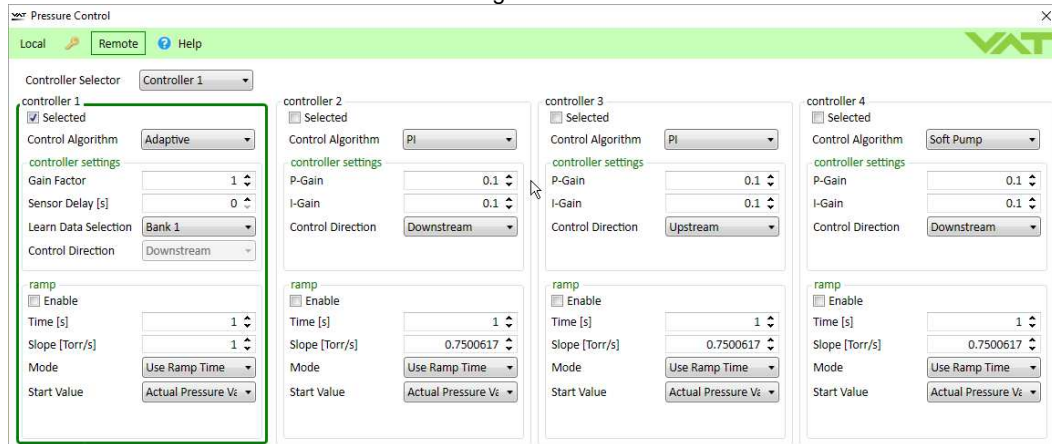 Pressure Control
Local Remote Help VAT
Controller Selector Controller 1
controller 1
Selected
Control Algorithm Adaptive
controller settings
Gain Factor 1
Sensor Delay [s] 0
Learn Data Selection Bank 1
Control Direction Downstream
ramp
Enable
Time [s] 1
Slope [Torr/s] 1
Mode Use Ramp Time
Start Value Actual Pressure Va
controller 2
Selected
Control Algorithm PI
controller settings
P-Gain 0.1
I-Gain 0.1
Control Direction Downstream
ramp
Enable
Time [s] 1
Slope [Torr/s] 0.7500617
Mode Use Ramp Time
Start Value Actual Pressure Va
controller 3
Selected
Control Algorithm PI
controller settings
P-Gain 0.1
I-Gain 0.1
Control Direction Upstream
ramp
Enable
Time [s] 1
Slope [Torr/s] 0.7500617
Mode Use Ramp Time
Start Value Actual Pressure Va
controller 4
Selected
Control Algorithm Soft Pump
controller settings
P-Gain 0.1
I-Gain 0.1
Control Direction Downstream
ramp
Enable
Time [s] 1
Slope [Torr/s] 0.7500617
Mode Use Ramp Time
Start Value Actual Pressure Va